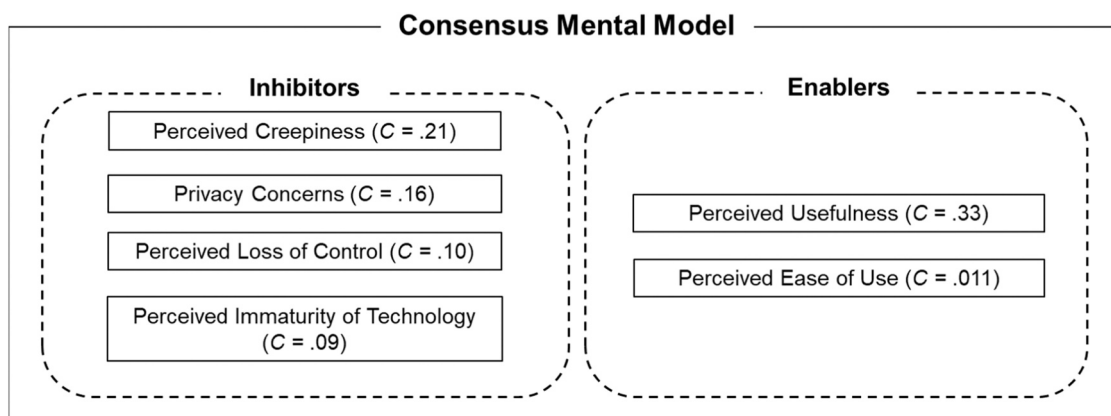 Consensus Mental Model
Inhibitors
Perceived Creepiness (C = .21)
Privacy Concerns (C = .16)
Perceived Loss of Control (C = .10)
Perceived Immaturity of Technology
(C = .09)
Enablers
Perceived Usefulness (C = .33)
Perceived Ease of Use (C = .011)